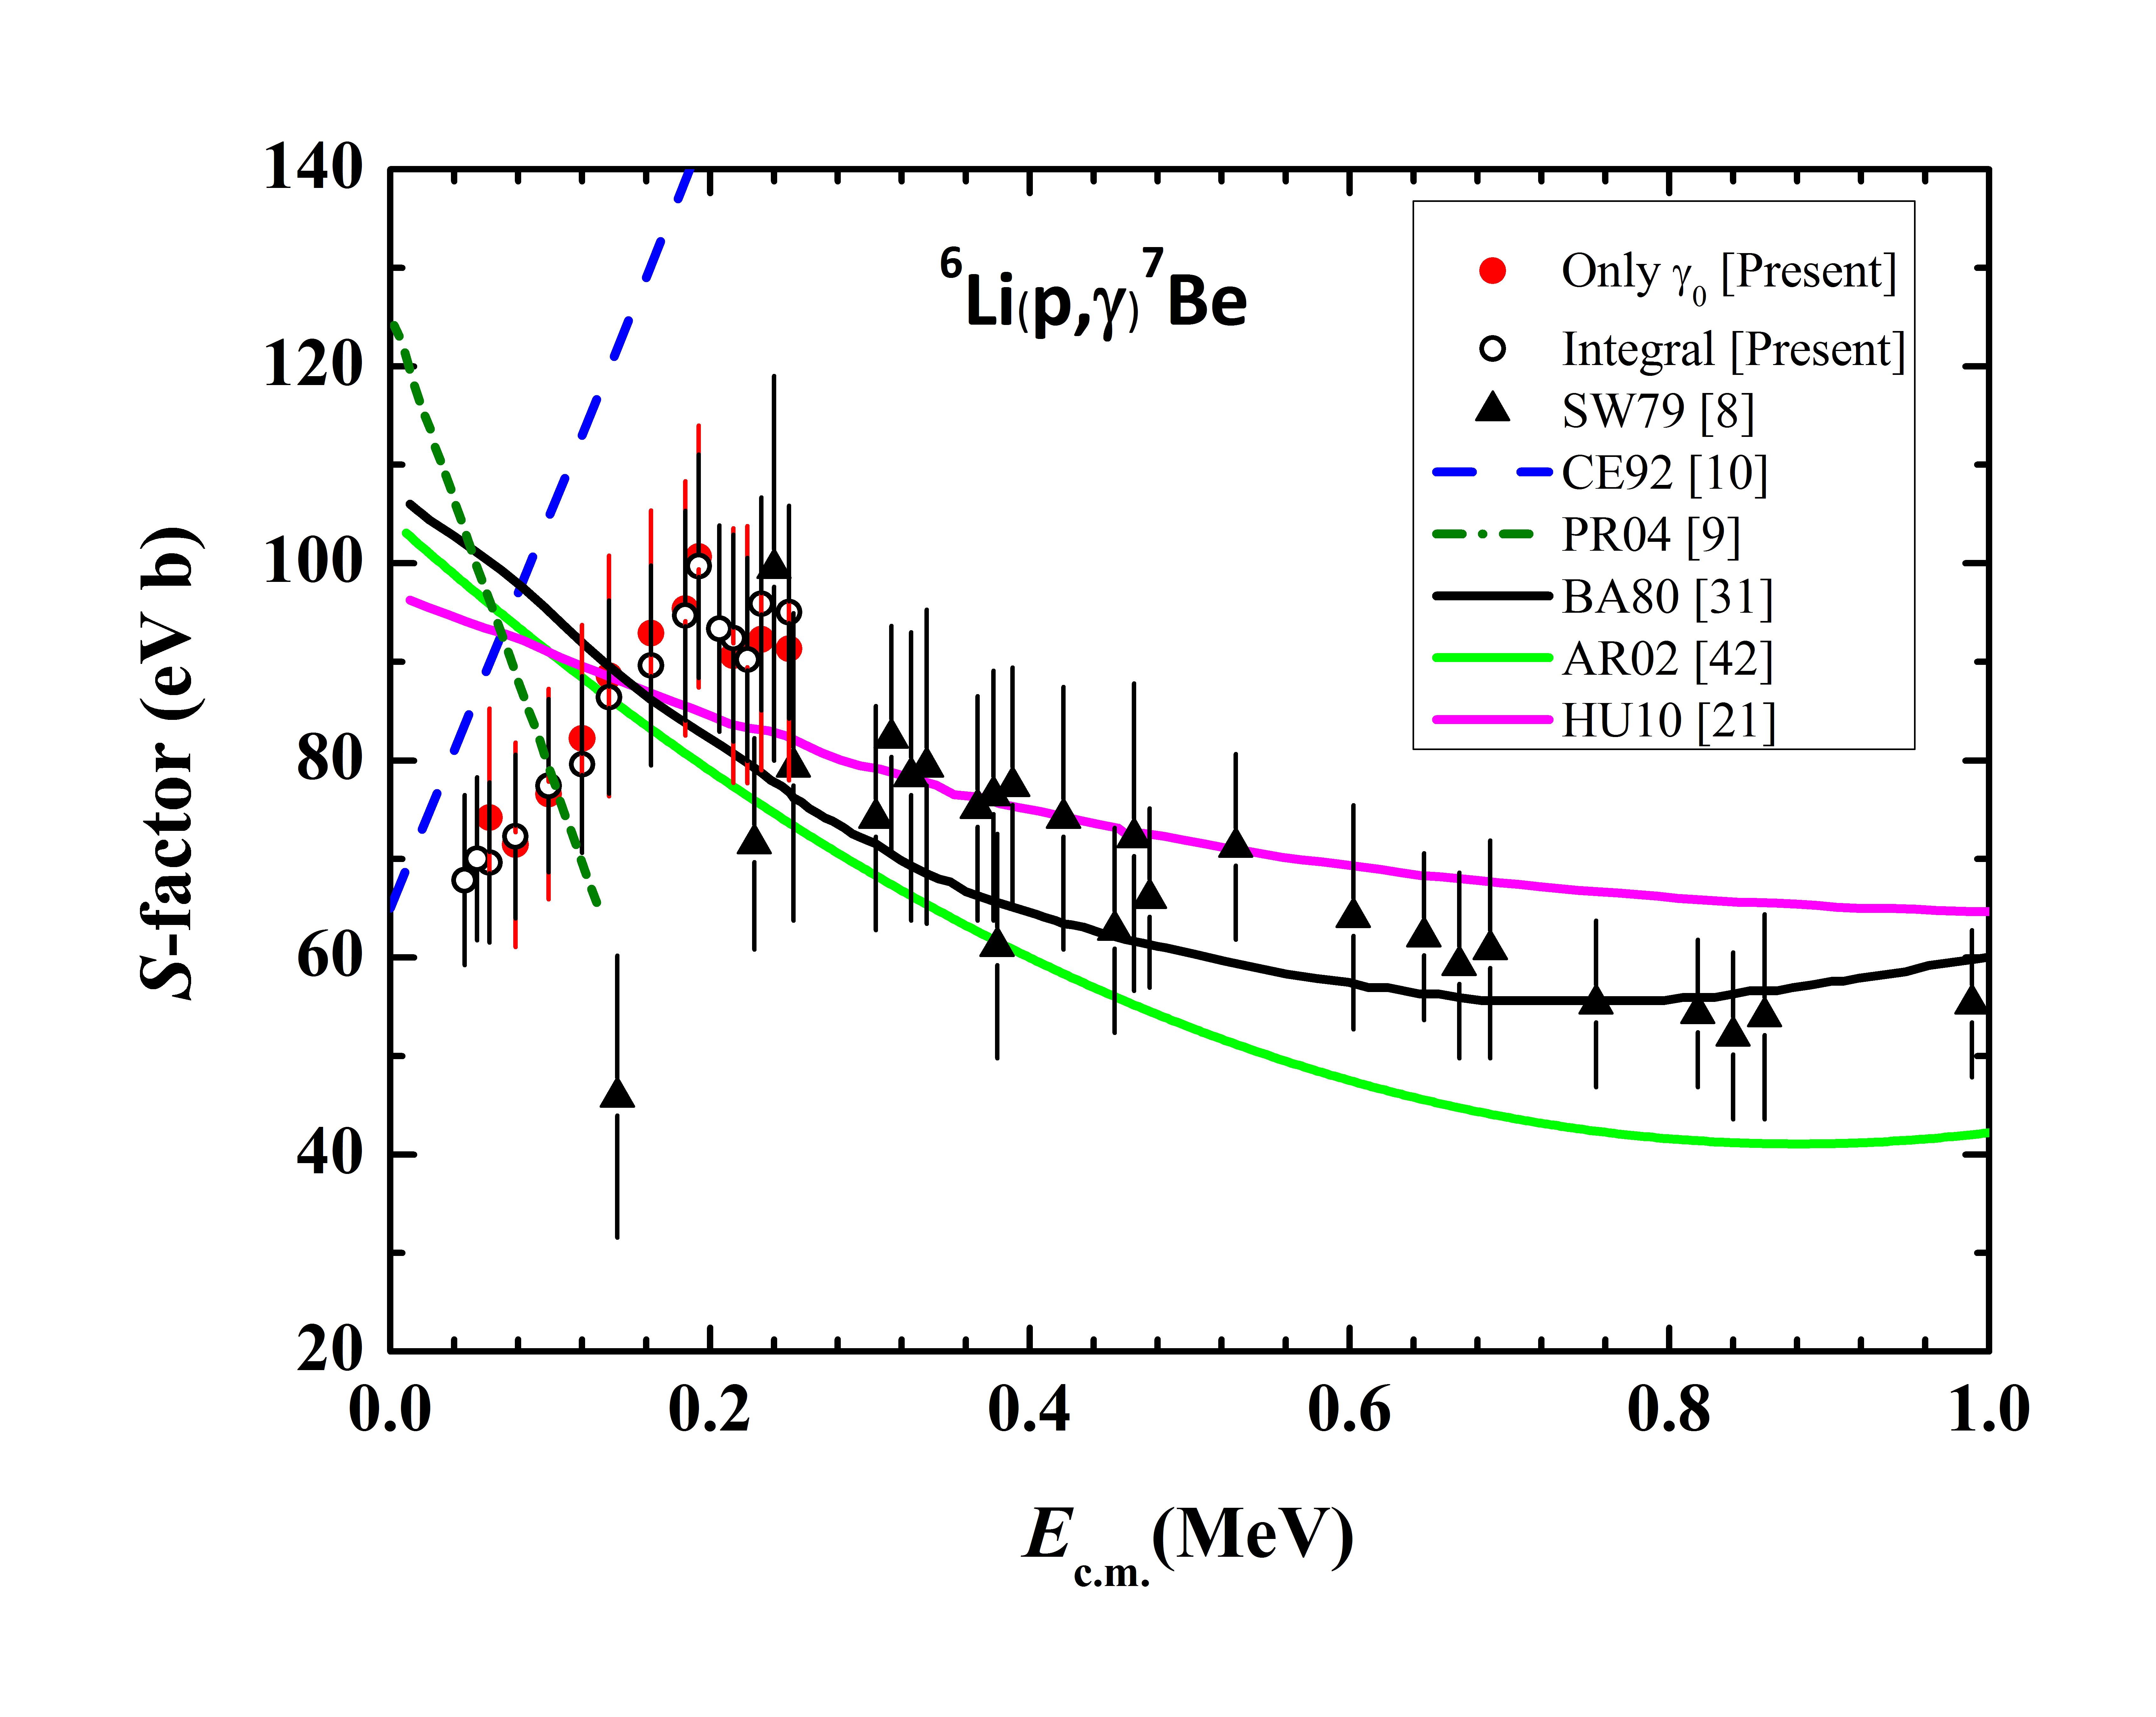 140
120
100
80
60
40
20
S-factor (eV b)
⁶Li(p,γ)⁷Be
Only γ₀ [Present]
Integral [Present]
SW79 [8]
CE92 [10]
PR04 [9]
BA80 [31]
AR02 [42]
HU10 [21]
0.0 0.2 0.4 0.6 0.8 1.0
E c.m. (MeV)